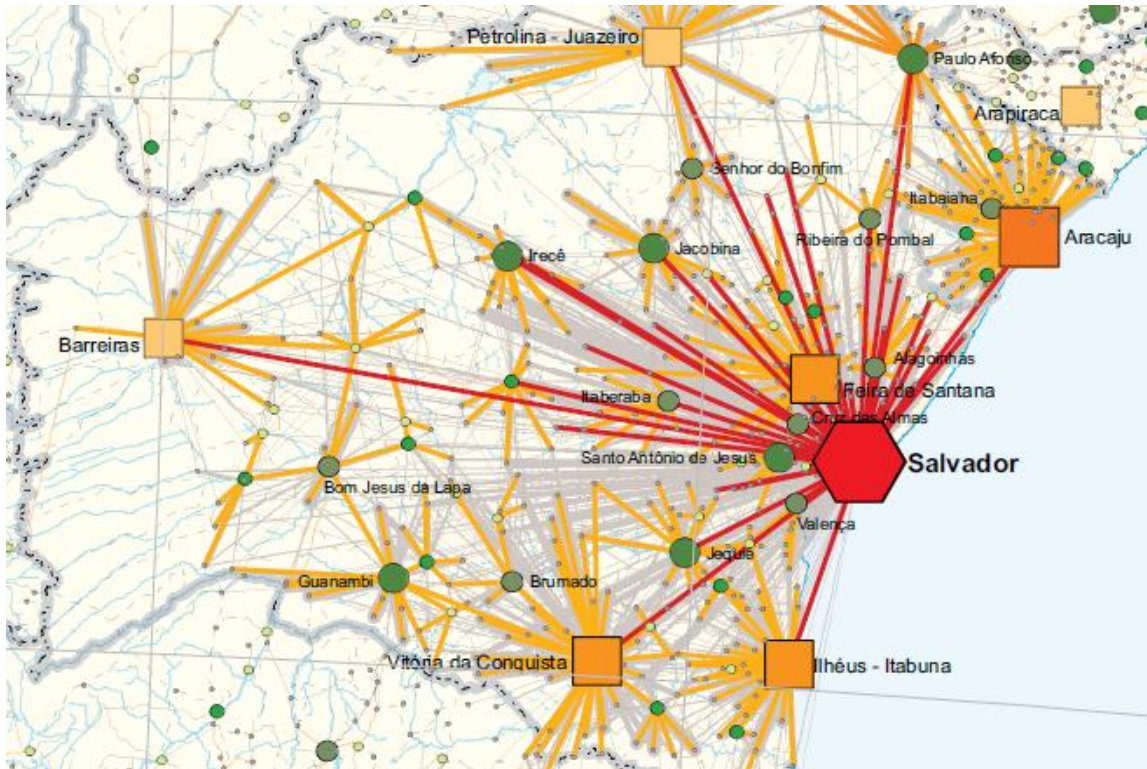 Petrolina - Juazeiro
Paulo Afonso
Arapiraca
Senhor do Bonfim
Itabaiana
Irecê
Jacobina
Ribeira do Pombal
Aracaju
Barreiras
Alagoinhas
Feira de Santana
Itaberaba
Cruz das Almas
Santo Antônio de Jesus
Salvador
Bom Jesus da Lapa
Valença
Jequié
Guanambi
Brumado
Vitória da Conquista
Ilhéus - Itabuna